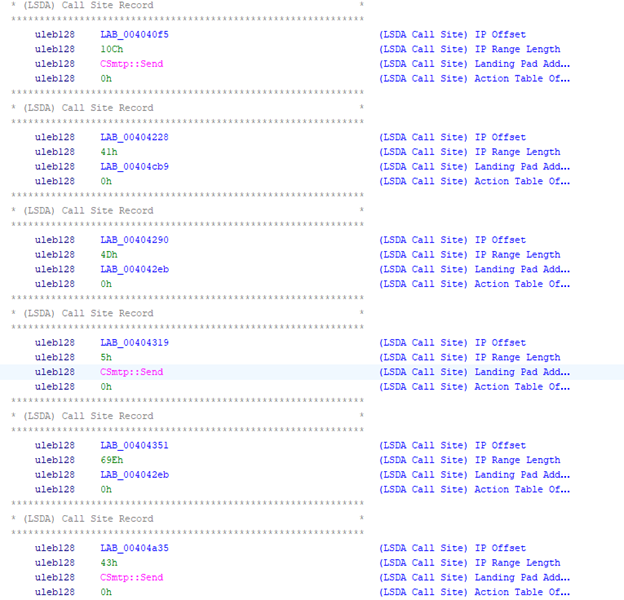 * (LSDA) Call Site Record *
****************************************************************
uleb128 LAB_004040f5 (LSDA Call Site) IP Offset
uleb128 10Ch (LSDA Call Site) IP Range Length
uleb128 CSmtp::Send (LSDA Call Site) Landing Pad Add...
uleb128 0h (LSDA Call Site) Action Table Of...
****************************************************************
* (LSDA) Call Site Record *
****************************************************************
uleb128 LAB_00404228 (LSDA Call Site) IP Offset
uleb128 41h (LSDA Call Site) IP Range Length
uleb128 LAB_00404cb9 (LSDA Call Site) Landing Pad Add...
uleb128 0h (LSDA Call Site) Action Table Of...
****************************************************************
* (LSDA) Call Site Record *
****************************************************************
uleb128 LAB_00404290 (LSDA Call Site) IP Offset
uleb128 4Dh (LSDA Call Site) IP Range Length
uleb128 LAB_004042eb (LSDA Call Site) Landing Pad Add...
uleb128 0h (LSDA Call Site) Action Table Of...
****************************************************************
* (LSDA) Call Site Record *
****************************************************************
uleb128 LAB_00404319 (LSDA Call Site) IP Offset
uleb128 5h (LSDA Call Site) IP Range Length
uleb128 CSmtp::Send (LSDA Call Site) Landing Pad Add...
uleb128 0h (LSDA Call Site) Action Table Of...
****************************************************************
* (LSDA) Call Site Record *
****************************************************************
uleb128 LAB_00404351 (LSDA Call Site) IP Offset
uleb128 69Eh (LSDA Call Site) IP Range Length
uleb128 LAB_004042eb (LSDA Call Site) Landing Pad Add...
uleb128 0h (LSDA Call Site) Action Table Of...
****************************************************************
* (LSDA) Call Site Record *
****************************************************************
uleb128 LAB_00404a35 (LSDA Call Site) IP Offset
uleb128 43h (LSDA Call Site) IP Range Length
uleb128 CSmtp::Send (LSDA Call Site) Landing Pad Add...
uleb128 0h (LSDA Call Site) Action Table Of...